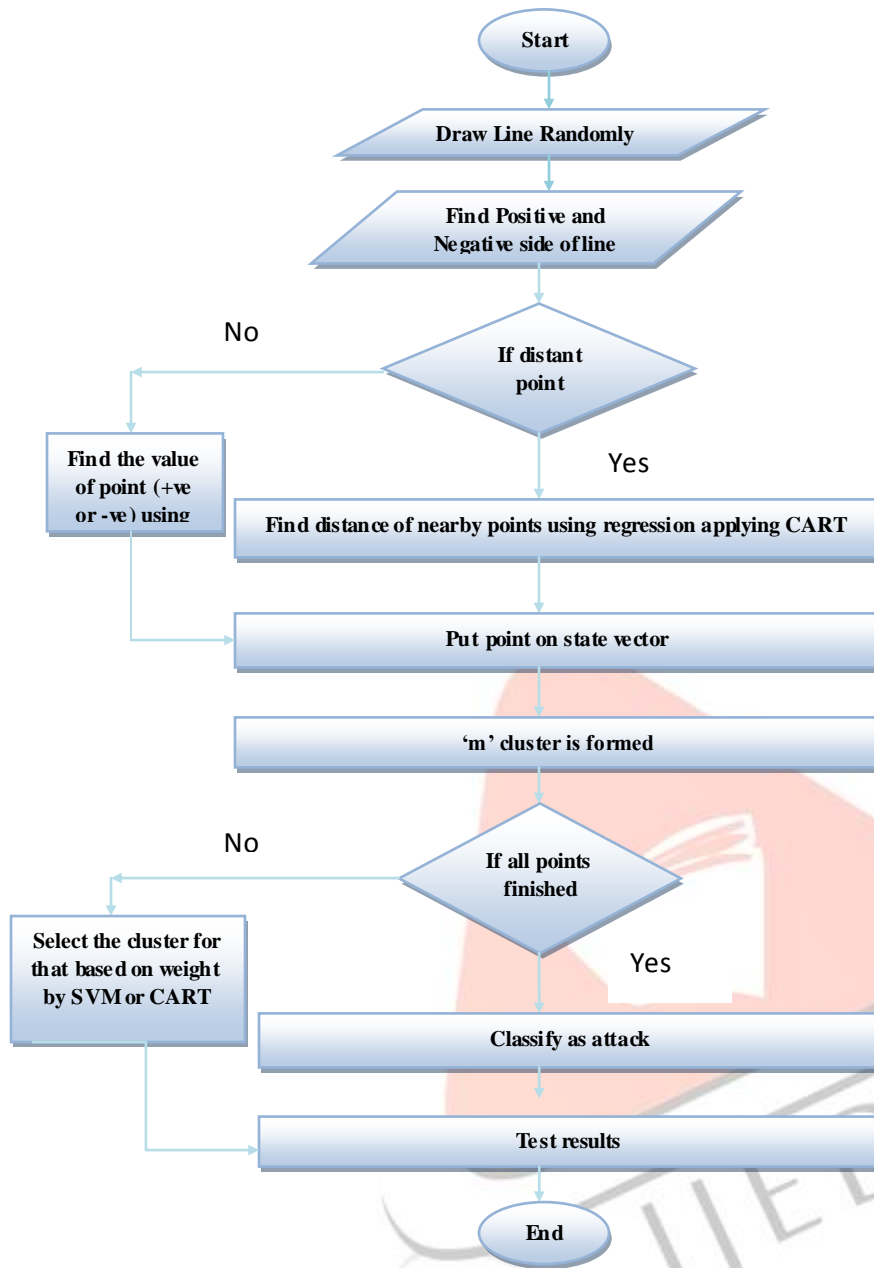 Start
Draw Line Randomly
Find Positive and
Negative side of line
No
If distant
point
Find the value
of point (+ve
or -ve) using
Yes
Find distance of nearby points using regression applying CART
Put point on state vector
‘m’ cluster is formed
No
If all points
finished
Select the cluster for
that based on weight
by SVM or CART
Yes
Classify as attack
Test results
End